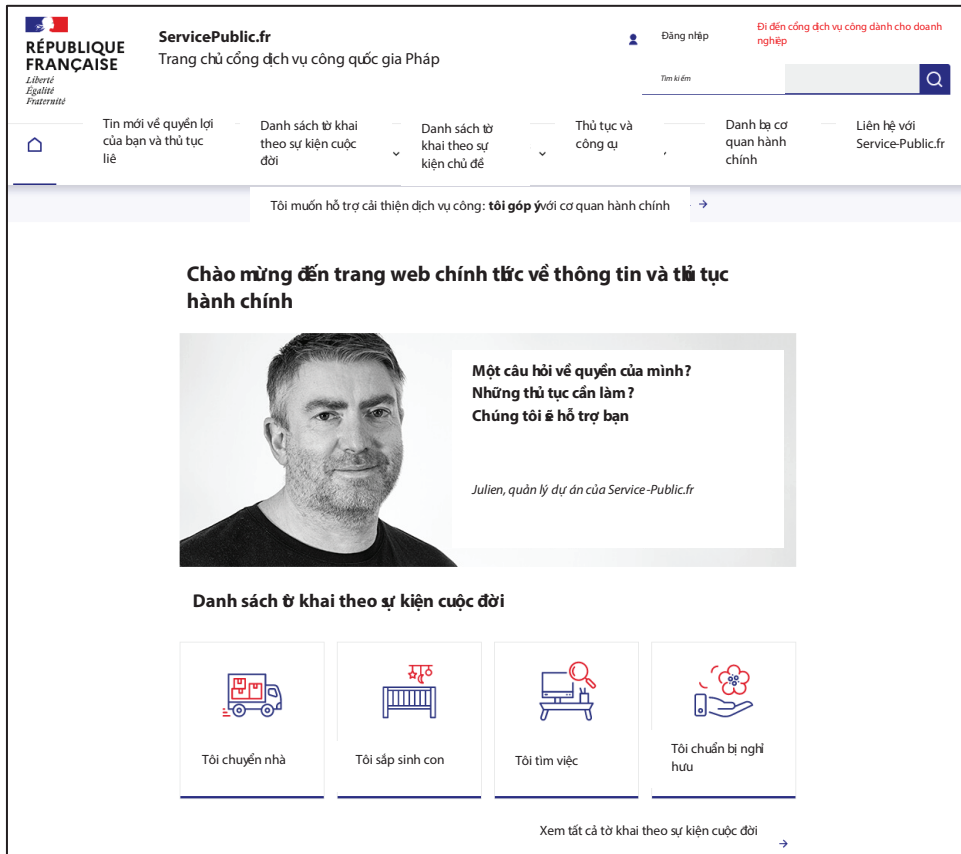 RÉPUBLIQUE
FRANÇAISE
Liberté
Égalité
Fraternité
ServicePublic.fr
Trang chủ cổng dịch vụ công quốc gia Pháp
Đăng nhập
Đi đến cổng dịch vụ công dành cho doanh
nghiệp
Tìm kiếm
Tin mới về quyền lợi
của bạn và thủ tục
liê
Danh sách tờ khai
theo sự kiện cuộc
đời
Danh sách tờ
khai theo sự
kiện chủ đề
Thủ tục và
công cụ
Danh bạ cơ
quan hành
chính
Liên hệ với
Service-Public.fr
Tôi muốn hỗ trợ cải thiện dịch vụ công: tôi góp ývới cơ quan hành chính
Chào mừng đến trang web chính thức về thông tin và thủ tục
hành chính
Một câu hỏi về quyền của mình?
Những thủ tục cần làm?
Chúng tôi sẽ hỗ trợ bạn
Julien, quản lý dự án của Service-Public.fr
Danh sách tờ khai theo sự kiện cuộc đời
Tôi chuyển nhà
Tôi sắp sinh con
Tôi tìm việc
Tôi chuẩn bị nghỉ
hưu
Xem tất cả tờ khai theo sự kiện cuộc đời